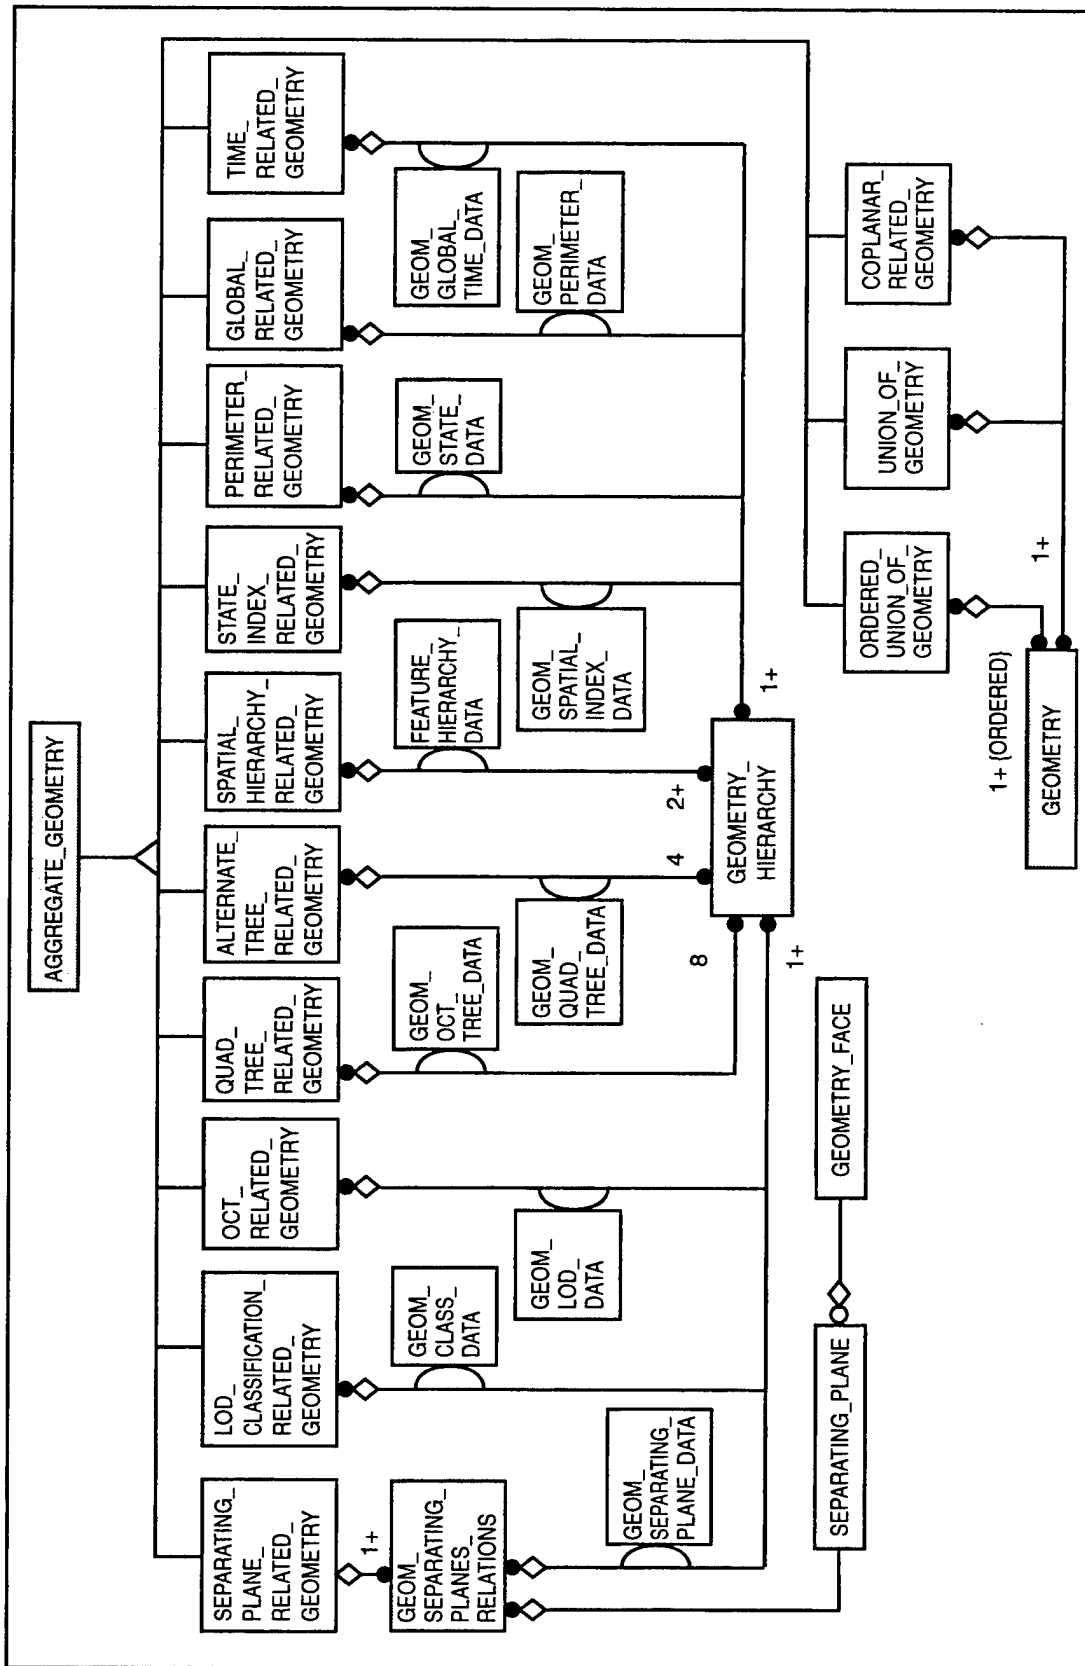 AGGREGATE_GEOMETRY
SEPARATING_
PLANE_
RELATED_
GEOMETRY
LOD_
CLASSIFICATION_
RELATED_
GEOMETRY
OCT_
RELATED_
GEOMETRY
QUAD_
TREE_
RELATED_
GEOMETRY
ALTERNATE_
TREE_
RELATED_
GEOMETRY
SPATIAL_
HIERARCHY_
RELATED_
GEOMETRY
STATE_
INDEX_
RELATED_
GEOMETRY
PERIMETER_
RELATED_
GEOMETRY
GLOBAL_
RELATED_
GEOMETRY
TIME_
RELATED_
GEOMETRY
1+
GEOM_
SEPARATING_
PLANES_
RELATIONS
GEOM_
CLASS_
DATA
GEOM_
OCT_
TREE_DATA
FEATURE_
HIERARCHY_
DATA
GEOM_
STATE_
DATA
GEOM_
GLOBAL_
TIME_DATA
GEOM_
LOD_
DATA
GEOM_
QUAD_
TREE_DATA
GEOM_
SPATIAL_
INDEX_
DATA
GEOM_
PERIMETER_
DATA
GEOM_
SEPARATING_
PLANE_DATA
8
4
2+
1+
1+
GEOMETRY_
HIERARCHY
SEPARATING_PLANE
GEOMETRY_FACE
ORDERED_
UNION_OF_
GEOMETRY
UNION_OF_
GEOMETRY
COPLANAR_
RELATED_
GEOMETRY
1+ {ORDERED}
1+
GEOMETRY